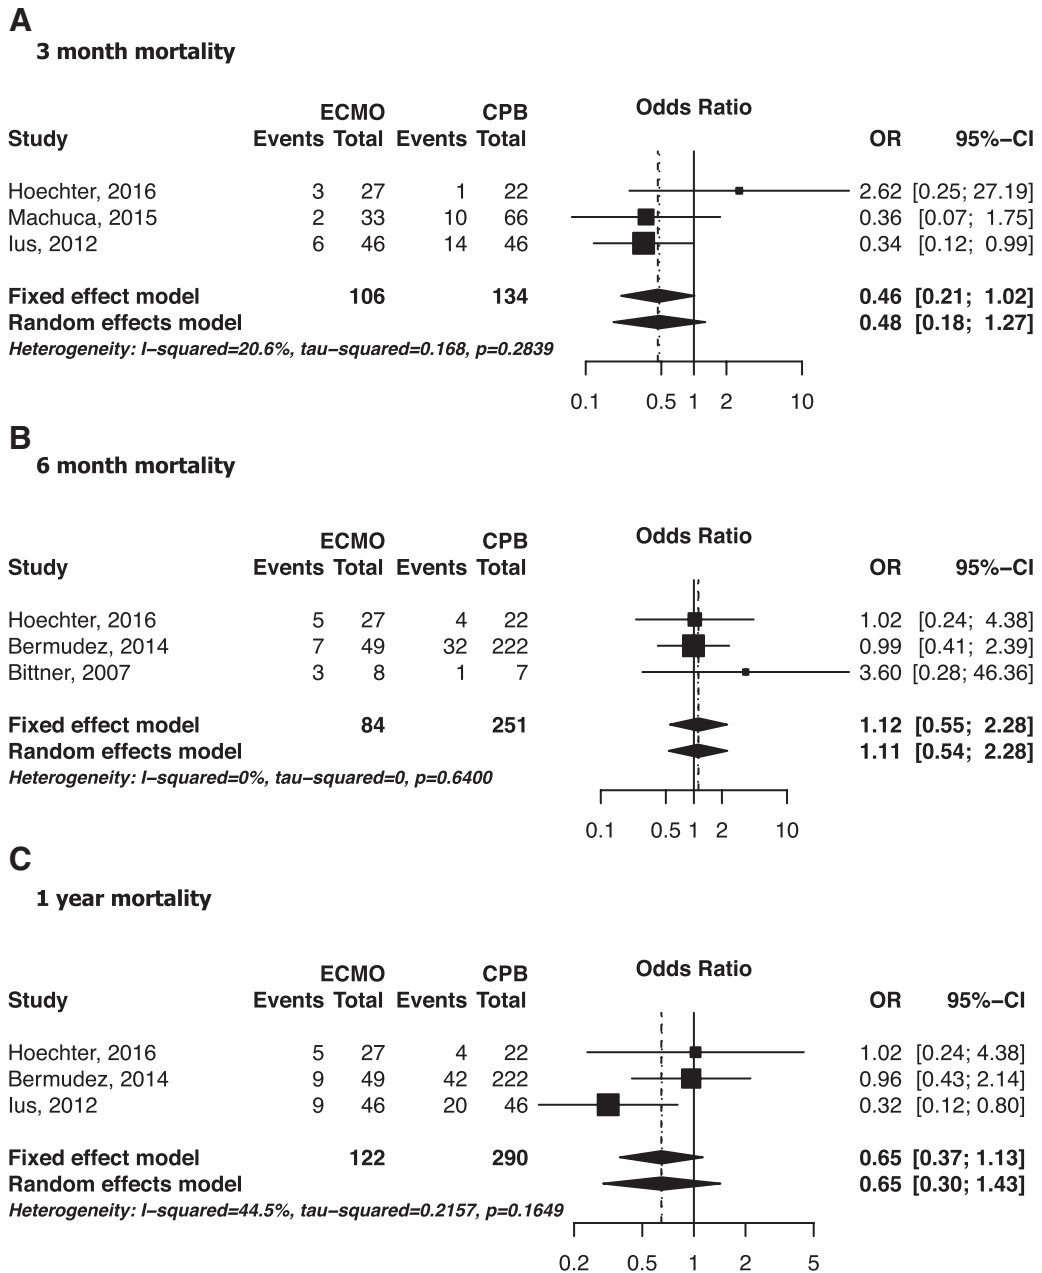 A
3 month mortality
ECMO CPB Odds Ratio
Study Events Total Events Total OR 95%−CI
Hoechter, 2016 3 27 1 22 2.62 [0.25; 27.19]
Machuca, 2015 2 33 10 66 0.36 [0.07; 1.75]
Ius, 2012 6 46 14 46 0.34 [0.12; 0.99]
Fixed effect model 106 134 0.46 [0.21; 1.02]
Random effects model 0.48 [0.18; 1.27]
Heterogeneity: I−squared=20.6%, tau−squared=0.168, p=0.2839
0.1 0.5 1 2 10
B
6 month mortality
ECMO CPB Odds Ratio
Study Events Total Events Total OR 95%−CI
Hoechter, 2016 5 27 4 22 1.02 [0.24; 4.38]
Bermudez, 2014 7 49 32 222 0.99 [0.41; 2.39]
Bittner, 2007 3 8 1 7 3.60 [0.28; 46.36]
Fixed effect model 84 251 1.12 [0.55; 2.28]
Random effects model 1.11 [0.54; 2.28]
Heterogeneity: I−squared=0%, tau−squared=0, p=0.6400
0.1 0.5 1 2 10
C
1 year mortality
ECMO CPB Odds Ratio
Study Events Total Events Total OR 95%−CI
Hoechter, 2016 5 27 4 22 1.02 [0.24; 4.38]
Bermudez, 2014 9 49 42 222 0.96 [0.43; 2.14]
Ius, 2012 9 46 20 46 0.32 [0.12; 0.80]
Fixed effect model 122 290 0.65 [0.37; 1.13]
Random effects model 0.65 [0.30; 1.43]
Heterogeneity: I−squared=44.5%, tau−squared=0.2157, p=0.1649
0.2 0.5 1 2 5